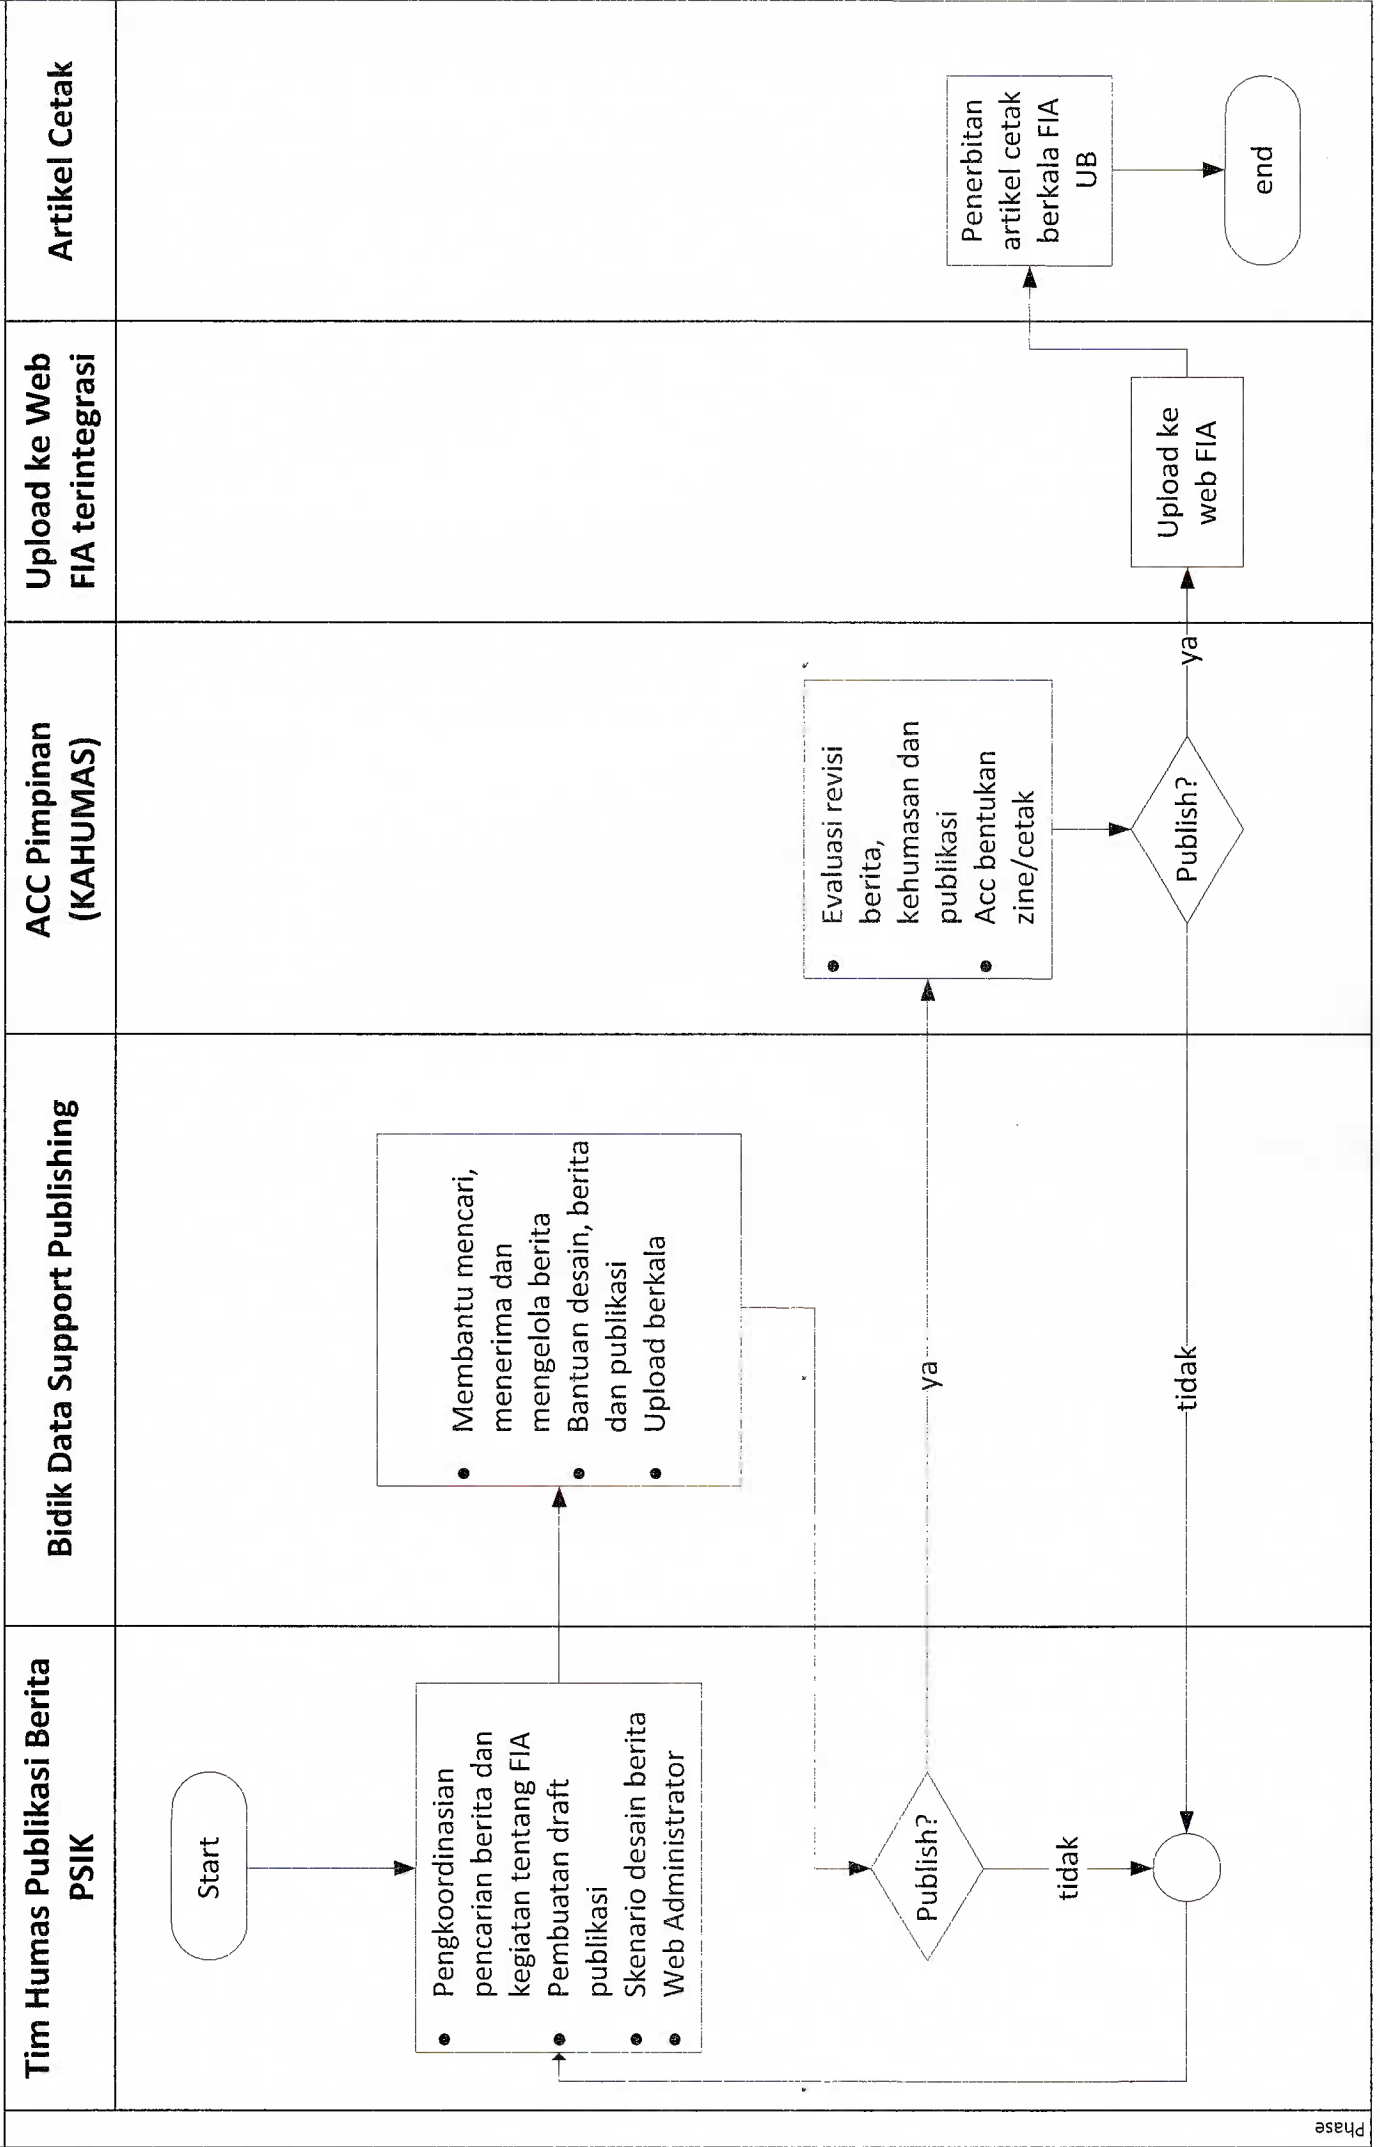 Tim Humas Publikasi Berita
PSIK
Bidik Data Support Publishing
ACC Pimpinan
(KAHUMAS)
Upload ke Web
FIA terintegrasi
Artikel Cetak
Start
● Pengkoordinasian
pencarian berita dan
kegiatan tentang FIA
● Pembuatan draft
publikasi
● Skenario desain berita
● Web Administrator
● Membantu mencari,
menerima dan
mengelola berita
● Bantuan desain, berita
dan publikasi
● Upload berkala
Publish?
ya
tidak
● Evaluasi revisi
berita,
kehumasan dan
publikasi
● Acc bentukan
zine/cetak
Publish?
ya
tidak
Upload ke
web FIA
Penerbitan
artikel cetak
berkala FIA
UB
end
Phase